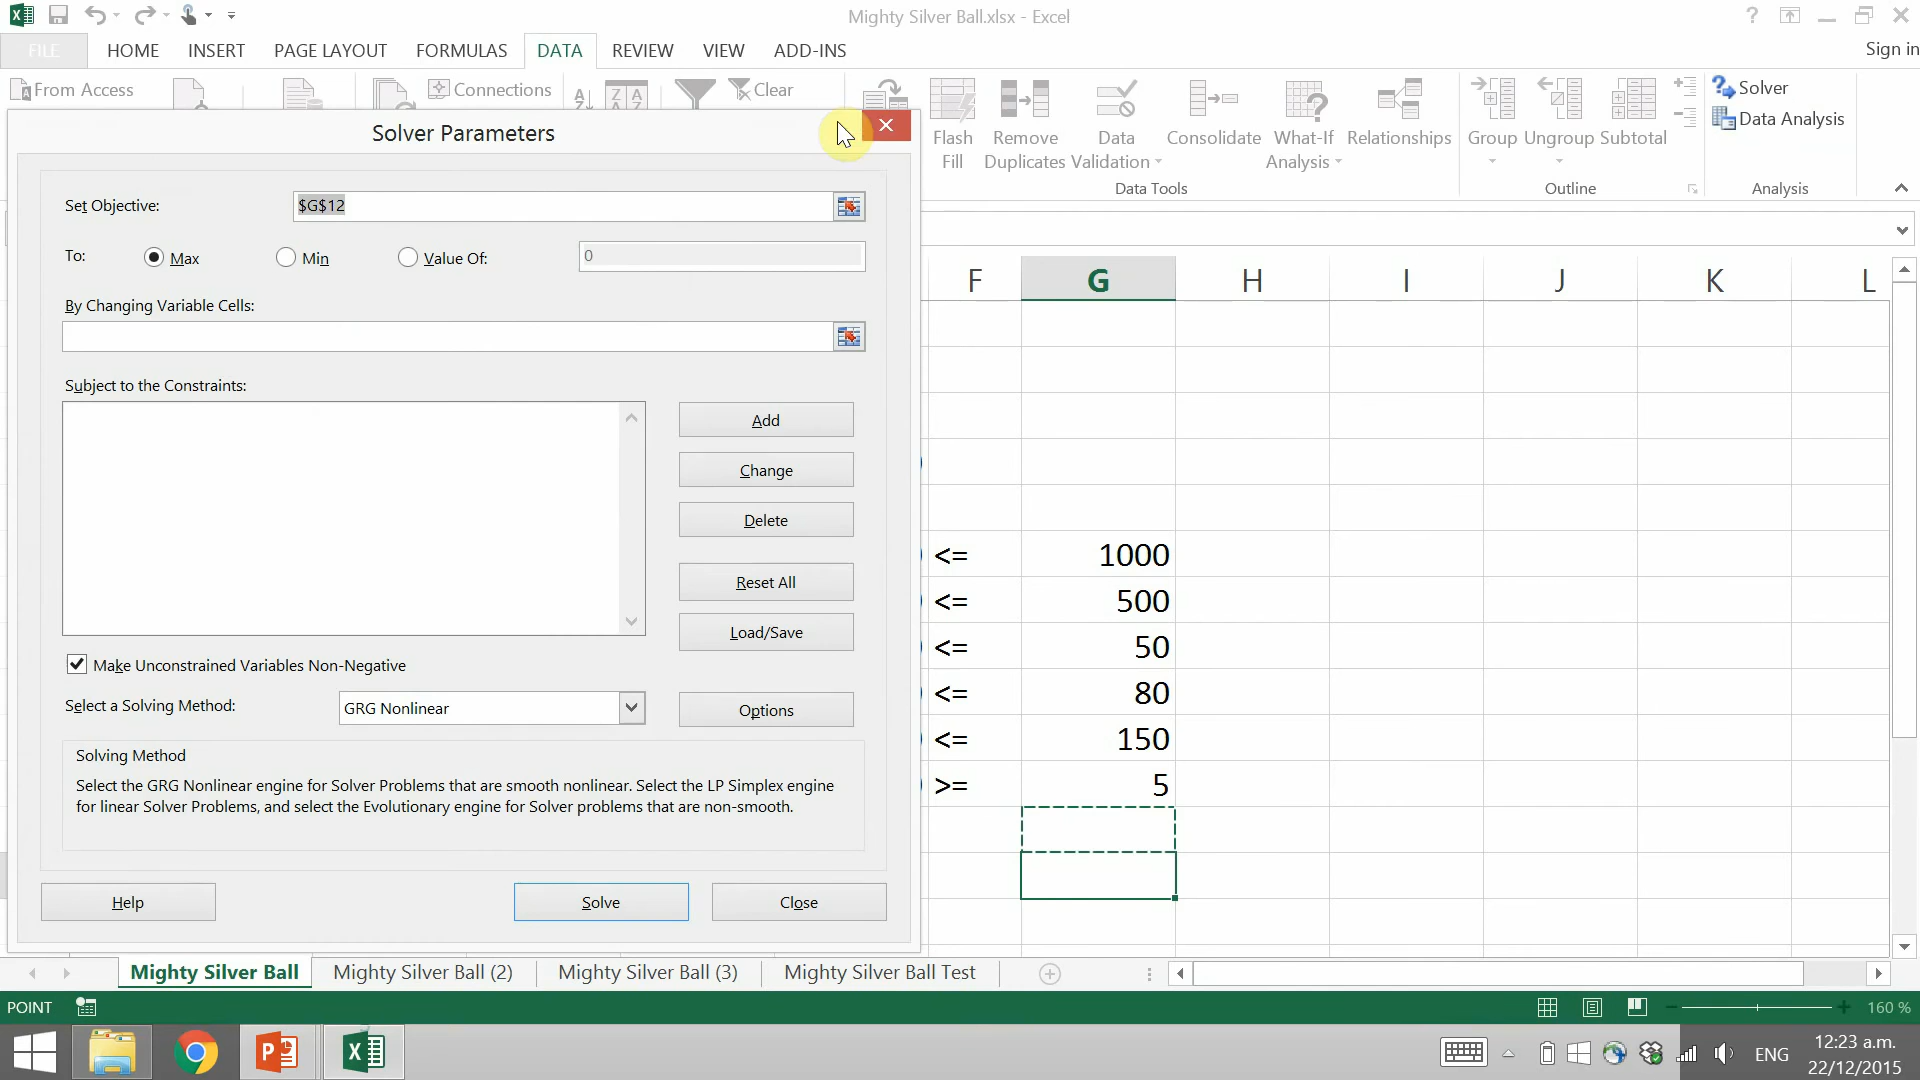 Mighty Silver Ball.xlsx - Excel
FILE HOME INSERT PAGE LAYOUT FORMULAS DATA REVIEW VIEW ADD-INS Sign in
From Access Connections Clear
Flash Fill
Remove Duplicates
Data Validation
Consolidate
What-If Analysis
Relationships
Group
Ungroup
Subtotal
Solver
Data Analysis
Data Tools Outline Analysis
Solver Parameters
Set Objective: $G$12
To: Max Min Value Of: 0
By Changing Variable Cells:
Subject to the Constraints:
Add
Change
Delete
Reset All
Load/Save
Make Unconstrained Variables Non-Negative
Select a Solving Method: GRG Nonlinear Options
Solving Method
Select the GRG Nonlinear engine for Solver Problems that are smooth nonlinear. Select the LP Simplex engine
for linear Solver Problems, and select the Evolutionary engine for Solver problems that are non-smooth.
Help Solve Close
F G H I J K L
<= 1000
<= 500
<= 50
<= 80
<= 150
>= 5
Mighty Silver Ball Mighty Silver Ball (2) Mighty Silver Ball (3) Mighty Silver Ball Test
POINT 160 %
ENG
12:23 a.m.
22/12/2015